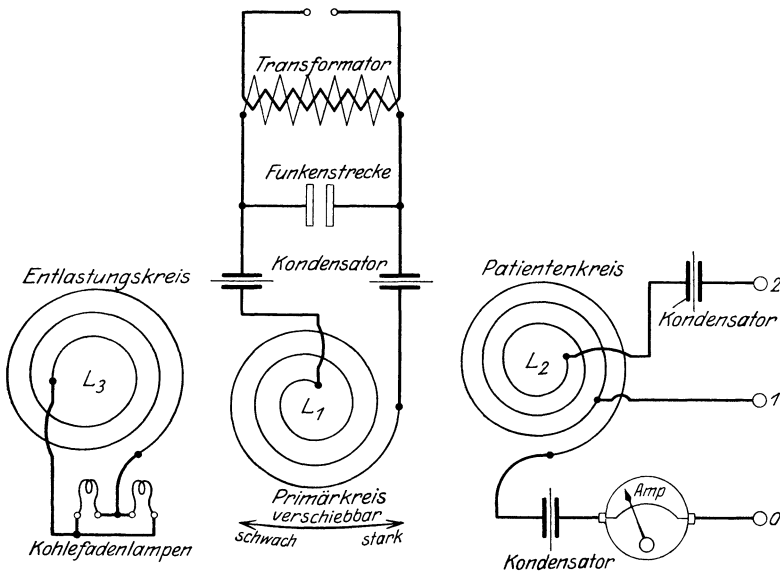 Transformator
Funkenstrecke
Kondensator
Entlastungskreis
L3
Kohlefadenlampen
L1
Primärkreis
verschiebbar
schwach stark
Patientenkreis
L2
Kondensator
2
1
Amp
0
Kondensator